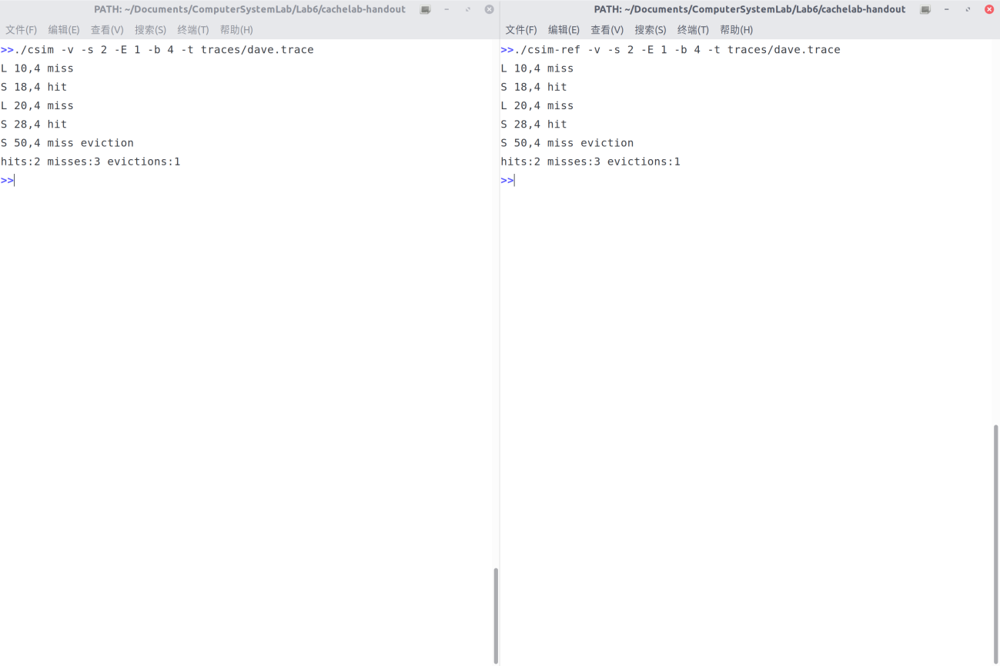 PATH: ~/Documents/ComputerSystemLab/Lab6/cachelab-handout
文件(F) 编辑(E) 查看(V) 搜索(S) 终端(T) 帮助(H)
>>./csim -v -s 2 -E 1 -b 4 -t traces/dave.trace
L 10,4 miss
S 18,4 hit
L 20,4 miss
S 28,4 hit
S 50,4 miss eviction
hits:2 misses:3 evictions:1
>>
PATH: ~/Documents/ComputerSystemLab/Lab6/cachelab-handout
文件(F) 编辑(E) 查看(V) 搜索(S) 终端(T) 帮助(H)
>>./csim-ref -v -s 2 -E 1 -b 4 -t traces/dave.trace
L 10,4 miss
S 18,4 hit
L 20,4 miss
S 28,4 hit
S 50,4 miss eviction
hits:2 misses:3 evictions:1
>>